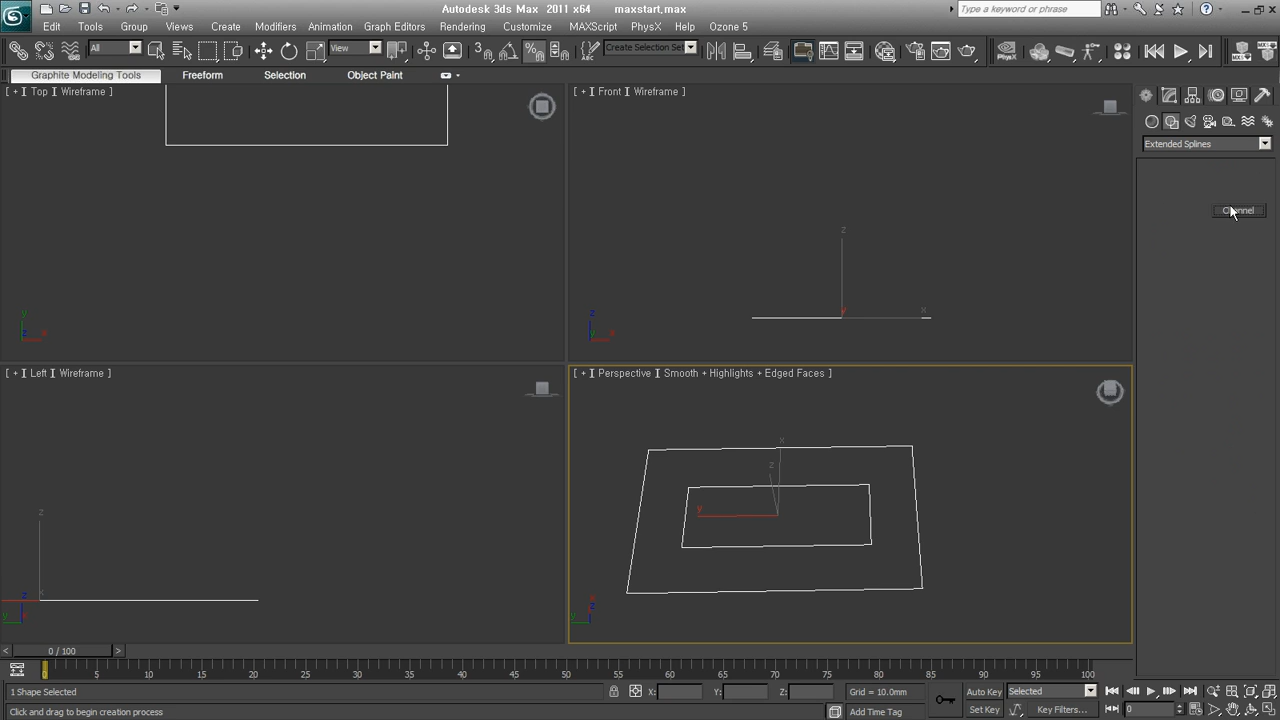 Autodesk 3ds Max 2011 x64 maxstart.max
Type a keyword or phrase
Edit Tools Group Views Create Modifiers Animation Graph Editors Rendering Customize MAXScript PhysX Ozone 5
All View Create Selection Set
Graphite Modeling Tools Freeform Selection Object Paint
[ + ] Top ] Wireframe ]
[ + ] Front ] Wireframe ]
Extended Splines
Channel
z
x
y
y
z
x
z
y
x
[ + ] Left ] Wireframe ]
[ + ] Perspective ] Smooth + Highlights + Edged Faces ]
z
x
z
y
x
z
y
x
z
y
x
< 0 / 100 >
0 5 10 15 20 25 30 35 40 45 50 55 60 65 70 75 80 85 90 95 100
1 Shape Selected X: Y: Z: Grid = 10.0mm Auto Key Selected
Click and drag to begin creation process Add Time Tag Set Key Key Filters... 0